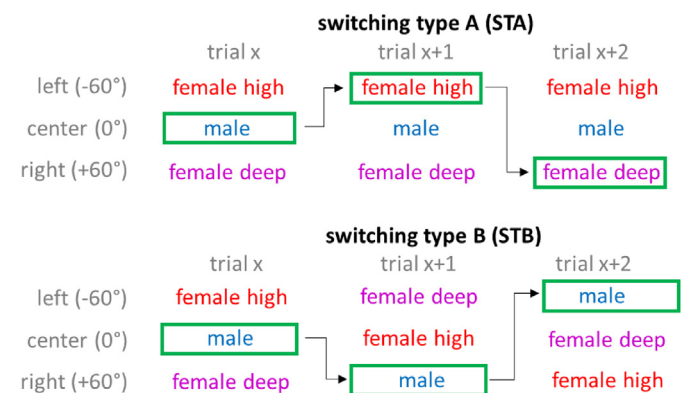 switching type A (STA)
trial x trial x+1 trial x+2
left (-60°) female high female high female high
center (0°) male male male
right (+60°) female deep female deep female deep
switching type B (STB)
trial x trial x+1 trial x+2
left (-60°) female high female deep male
center (0°) male female high female deep
right (+60°) female deep male female high